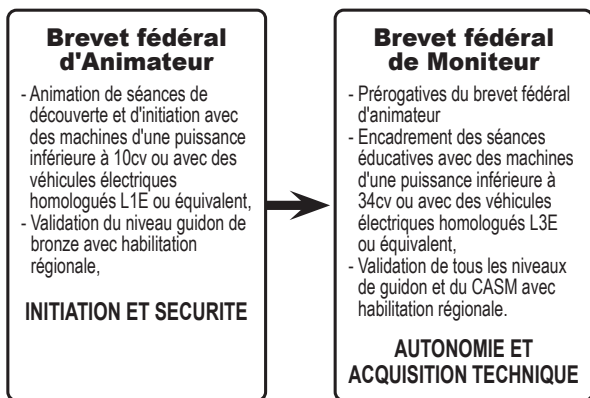 Brevet fédéral
d'Animateur
- Animation de séances de
découverte et d'initiation avec
des machines d'une puissance
inférieure à 10cv ou avec des
véhicules électriques
homologués L1E ou équivalent,
- Validation du niveau guidon de
bronze avec habilitation
régionale,
INITIATION ET SECURITE
Brevet fédéral
de Moniteur
- Prérogatives du brevet fédéral
d'animateur
- Encadrement des séances
éducatives avec des machines
d'une puissance inférieure à
34cv ou avec des véhicules
électriques homologués L3E
ou équivalent,
- Validation de tous les niveaux
de guidon et du CASM avec
habilitation régionale.
AUTONOMIE ET
ACQUISITION TECHNIQUE